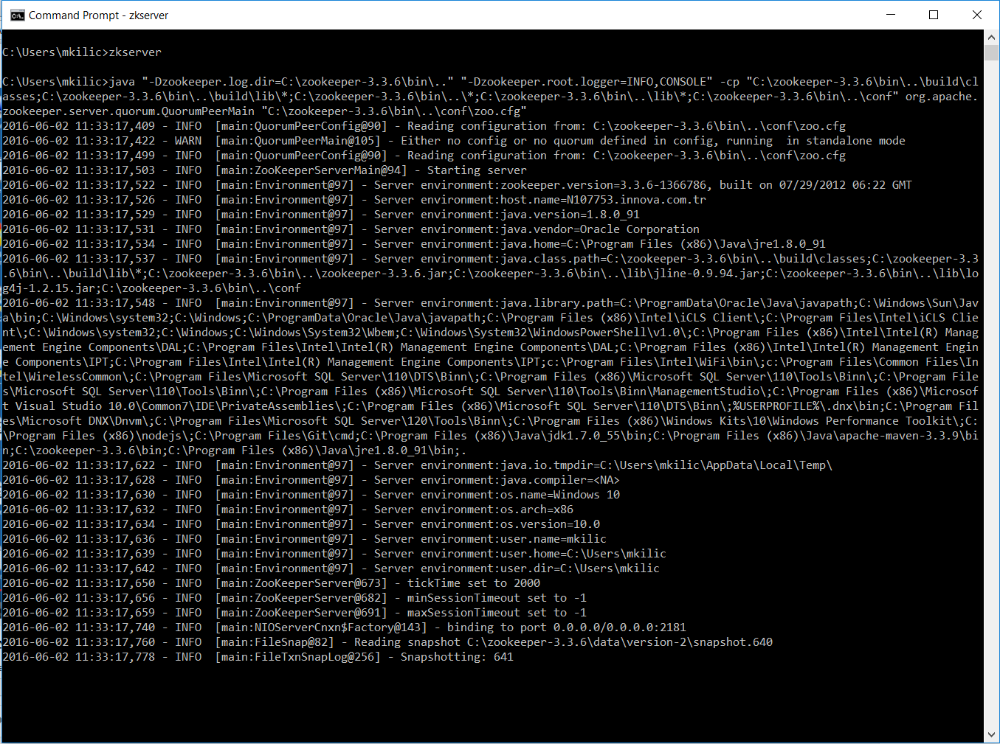 Command Prompt - zkserver
C:\Users\mkilic>zkserver
C:\Users\mkilic>java "-Dzookeeper.log.dir=C:\zookeeper-3.3.6\bin\.." "-Dzookeeper.root.logger=INFO,CONSOLE" -cp "C:\zookeeper-3.3.6\bin\..\build\cl
asses;C:\zookeeper-3.3.6\bin\..\build\lib\*;C:\zookeeper-3.3.6\bin\..\*;C:\zookeeper-3.3.6\bin\..\lib\*;C:\zookeeper-3.3.6\bin\..\conf" org.apache.
zookeeper.server.quorum.QuorumPeerMain "C:\zookeeper-3.3.6\bin\..\conf\zoo.cfg"
2016-06-02 11:33:17,409 - INFO  [main:QuorumPeerConfig@90] - Reading configuration from: C:\zookeeper-3.3.6\bin\..\conf\zoo.cfg
2016-06-02 11:33:17,422 - WARN  [main:QuorumPeerMain@105] - Either no config or no quorum defined in config, running  in standalone mode
2016-06-02 11:33:17,499 - INFO  [main:QuorumPeerConfig@90] - Reading configuration from: C:\zookeeper-3.3.6\bin\..\conf\zoo.cfg
2016-06-02 11:33:17,503 - INFO  [main:ZooKeeperServerMain@94] - Starting server
2016-06-02 11:33:17,522 - INFO  [main:Environment@97] - Server environment:zookeeper.version=3.3.6-1366786, built on 07/29/2012 06:22 GMT
2016-06-02 11:33:17,526 - INFO  [main:Environment@97] - Server environment:host.name=N107753.innova.com.tr
2016-06-02 11:33:17,529 - INFO  [main:Environment@97] - Server environment:java.version=1.8.0_91
2016-06-02 11:33:17,531 - INFO  [main:Environment@97] - Server environment:java.vendor=Oracle Corporation
2016-06-02 11:33:17,534 - INFO  [main:Environment@97] - Server environment:java.home=C:\Program Files (x86)\Java\jre1.8.0_91
2016-06-02 11:33:17,537 - INFO  [main:Environment@97] - Server environment:java.class.path=C:\zookeeper-3.3.6\bin\..\build\classes;C:\zookeeper-3.3
.6\bin\..\build\lib\*;C:\zookeeper-3.3.6\bin\..\zookeeper-3.3.6.jar;C:\zookeeper-3.3.6\bin\..\lib\jline-0.9.94.jar;C:\zookeeper-3.3.6\bin\..\lib\lo
g4j-1.2.15.jar;C:\zookeeper-3.3.6\bin\..\conf
2016-06-02 11:33:17,548 - INFO  [main:Environment@97] - Server environment:java.library.path=C:\ProgramData\Oracle\Java\javapath;C:\Windows\Sun\Jav
a\bin;C:\Windows\system32;C:\Windows;C:\ProgramData\Oracle\Java\javapath;C:\Program Files (x86)\Intel\iCLS Client\;C:\Program Files\Intel\iCLS Clie
nt\;C:\Windows\system32;C:\Windows;C:\Windows\System32\Wbem;C:\Windows\System32\WindowsPowerShell\v1.0\;C:\Program Files (x86)\Intel\Intel(R) Manag
ement Engine Components\DAL;C:\Program Files\Intel\Intel(R) Management Engine Components\DAL;C:\Program Files (x86)\Intel\Intel(R) Management Engin
e Components\IPT;C:\Program Files\Intel\Intel(R) Management Engine Components\IPT;c:\Program Files\Intel\WiFi\bin\;c:\Program Files\Common Files\In
tel\WirelessCommon\;C:\Program Files\Microsoft SQL Server\110\DTS\Binn\;C:\Program Files (x86)\Microsoft SQL Server\110\Tools\Binn\;C:\Program File
s\Microsoft SQL Server\110\Tools\Binn\;C:\Program Files (x86)\Microsoft SQL Server\110\Tools\Binn\ManagementStudio\;C:\Program Files (x86)\Microsof
t Visual Studio 10.0\Common7\IDE\PrivateAssemblies\;C:\Program Files (x86)\Microsoft SQL Server\110\DTS\Binn\;%USERPROFILE%\.dnx\bin;C:\Program Fil
es\Microsoft DNX\Dnvm\;C:\Program Files\Microsoft SQL Server\120\Tools\Binn\;C:\Program Files (x86)\Windows Kits\10\Windows Performance Toolkit\;C:
\Program Files (x86)\nodejs\;C:\Program Files\Git\cmd;C:\Program Files (x86)\Java\jdk1.7.0_55\bin;C:\Program Files (x86)\Java\apache-maven-3.3.9\bi
n;C:\zookeeper-3.3.6\bin;C:\Program Files (x86)\Java\jre1.8.0_91\bin;.
2016-06-02 11:33:17,622 - INFO  [main:Environment@97] - Server environment:java.io.tmpdir=C:\Users\mkilic\AppData\Local\Temp\
2016-06-02 11:33:17,628 - INFO  [main:Environment@97] - Server environment:java.compiler=<NA>
2016-06-02 11:33:17,630 - INFO  [main:Environment@97] - Server environment:os.name=Windows 10
2016-06-02 11:33:17,632 - INFO  [main:Environment@97] - Server environment:os.arch=x86
2016-06-02 11:33:17,634 - INFO  [main:Environment@97] - Server environment:os.version=10.0
2016-06-02 11:33:17,636 - INFO  [main:Environment@97] - Server environment:user.name=mkilic
2016-06-02 11:33:17,639 - INFO  [main:Environment@97] - Server environment:user.home=C:\Users\mkilic
2016-06-02 11:33:17,642 - INFO  [main:Environment@97] - Server environment:user.dir=C:\Users\mkilic
2016-06-02 11:33:17,650 - INFO  [main:ZooKeeperServer@673] - tickTime set to 2000
2016-06-02 11:33:17,656 - INFO  [main:ZooKeeperServer@682] - minSessionTimeout set to -1
2016-06-02 11:33:17,659 - INFO  [main:ZooKeeperServer@691] - maxSessionTimeout set to -1
2016-06-02 11:33:17,740 - INFO  [main:NIOServerCnxn$Factory@143] - binding to port 0.0.0.0/0.0.0.0:2181
2016-06-02 11:33:17,760 - INFO  [main:FileSnap@82] - Reading snapshot C:\zookeeper-3.3.6\data\version-2\snapshot.640
2016-06-02 11:33:17,778 - INFO  [main:FileTxnSnapLog@256] - Snapshotting: 641